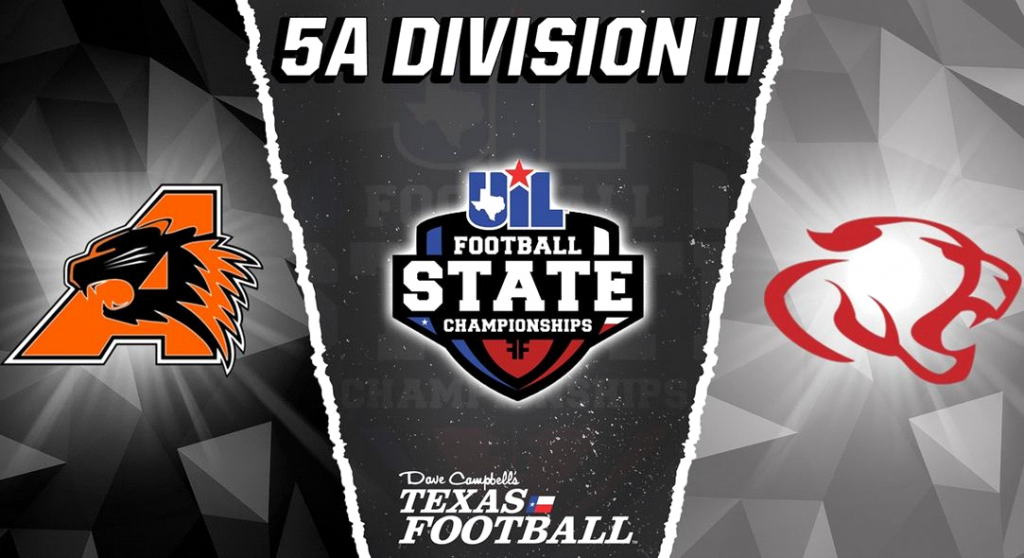 5A DIVISION II
UIL
FOOTBALL
STATE
CHAMPIONSHIPS
Dave Campbell's
TEXAS
FOOTBALL
A